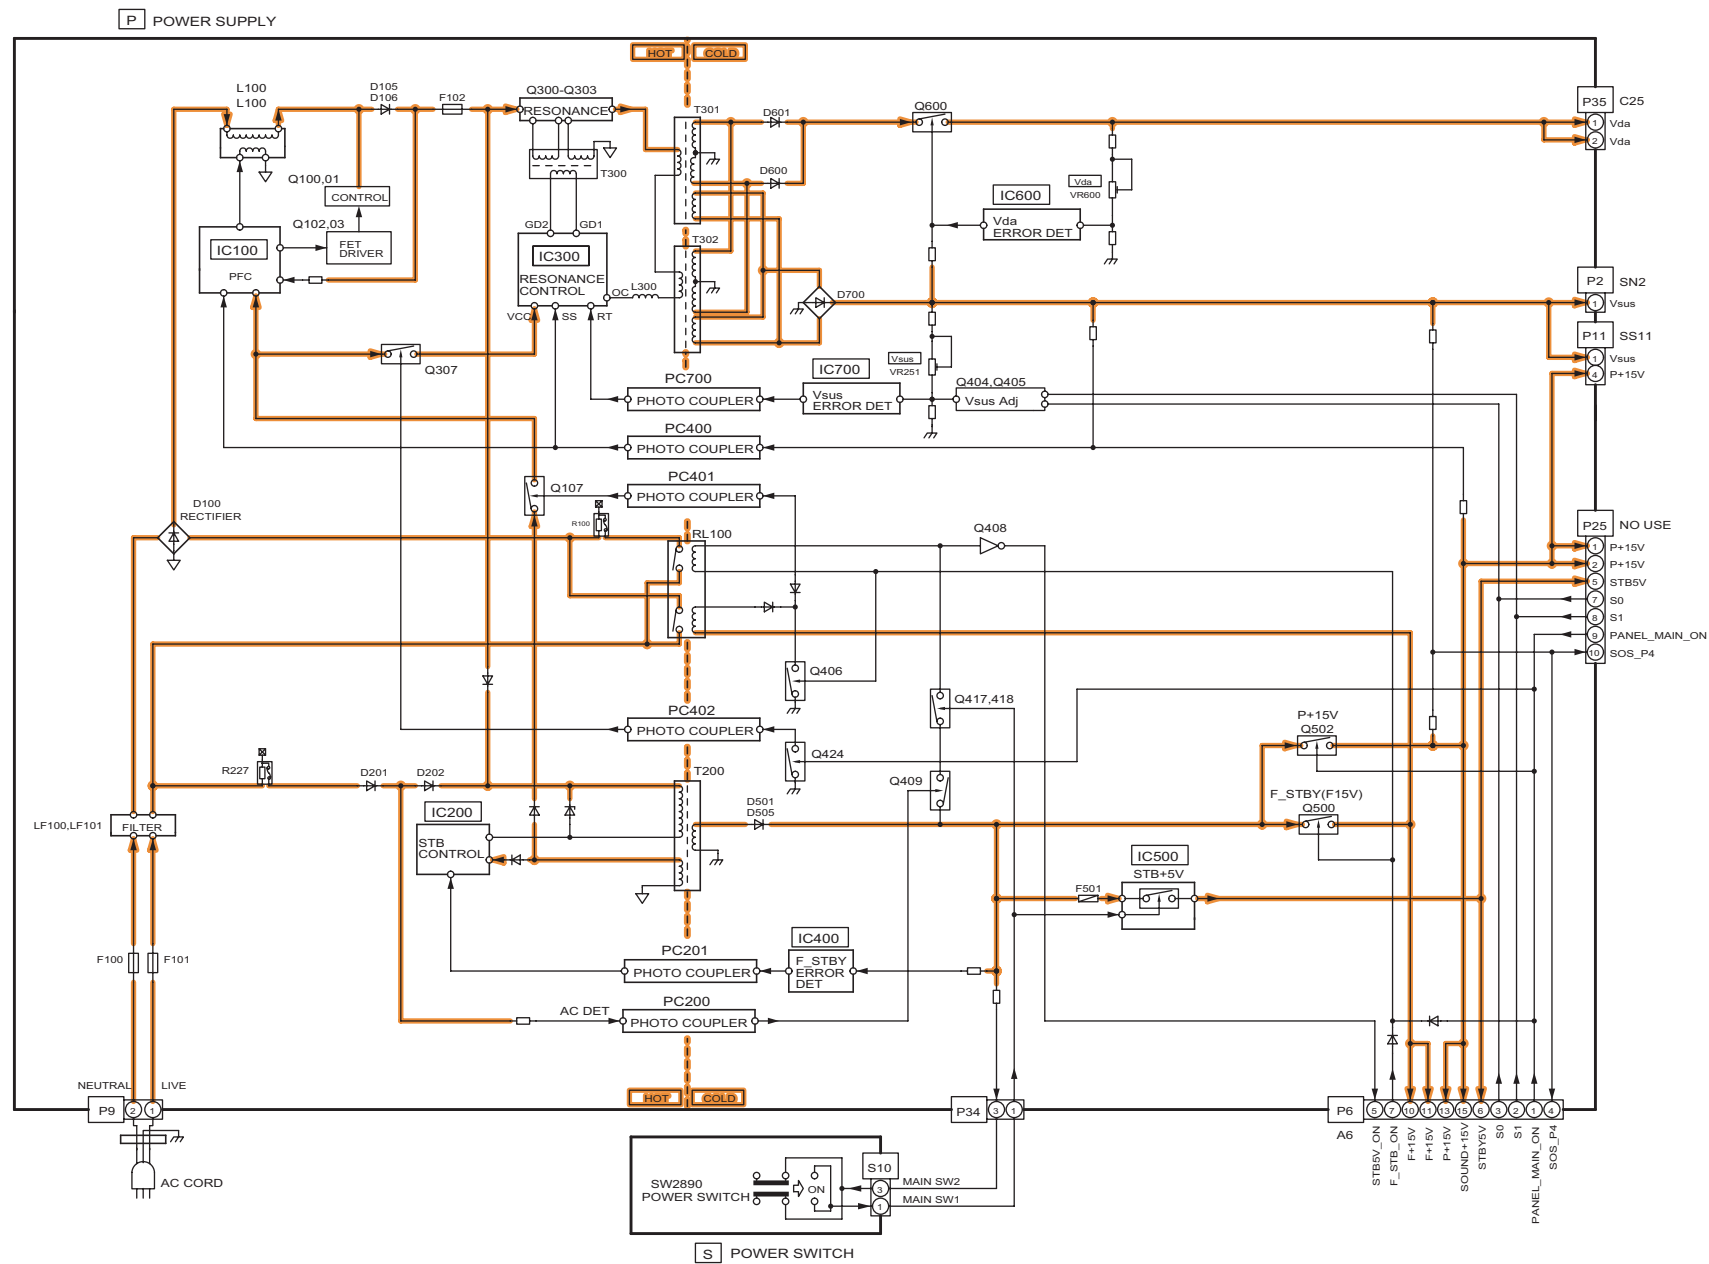 P POWER SUPPLY
HOT COLD
L100
L100
D105
D106
F102
Q300-Q303
RESONANCE
T301
D601
Q600
P35 C25
1 Vda
2 Vda
T300
D600
Q100,01
CONTROL
Vda
VR600
IC600
Vda
ERROR DET
Q102,03
FET
DRIVER
IC100
PFC
GD2 GD1
IC300
RESONANCE
CONTROL
OC L300
VCC SS RT
T302
D700
P2 SN2
1 Vsus
P11 SS11
1 Vsus
4 P+15V
Q307
Vsus
VR251
IC700
Vsus
ERROR DET
PC700
PHOTO COUPLER
Q404,Q405
Vsus Adj
PC400
PHOTO COUPLER
PC401
PHOTO COUPLER
Q107
D100
RECTIFIER
R100
RL100
Q408
P25 NO USE
1 P+15V
2 P+15V
5 STB5V
7 S0
8 S1
9 PANEL_MAIN_ON
10 SOS_P4
Q406
Q417,418
PC402
PHOTO COUPLER
P+15V
Q502
Q424
R227
D201 D202
T200
Q409
F_STBY(F15V)
Q500
IC200
STB
CONTROL
D501
D505
LF100,LF101 FILTER
IC500
STB+5V
F501
F100 F101
PC201
PHOTO COUPLER
IC400
F_STBY
ERROR
DET
AC DET
PC200
PHOTO COUPLER
NEUTRAL LIVE
HOT COLD
P9 2 1
P34 3 1
P6 5 7 10 11 13 15 6 3 2 1 4
A6
STB5V_ON
F_STB_ON
F+15V
F+15V
P+15V
SOUND+15V
STBY5V
S0
S1
PANEL_MAIN_ON
SOS_P4
AC CORD
SW2890
POWER SWITCH
ON
S10
3 MAIN SW2
1 MAIN SW1
S POWER SWITCH